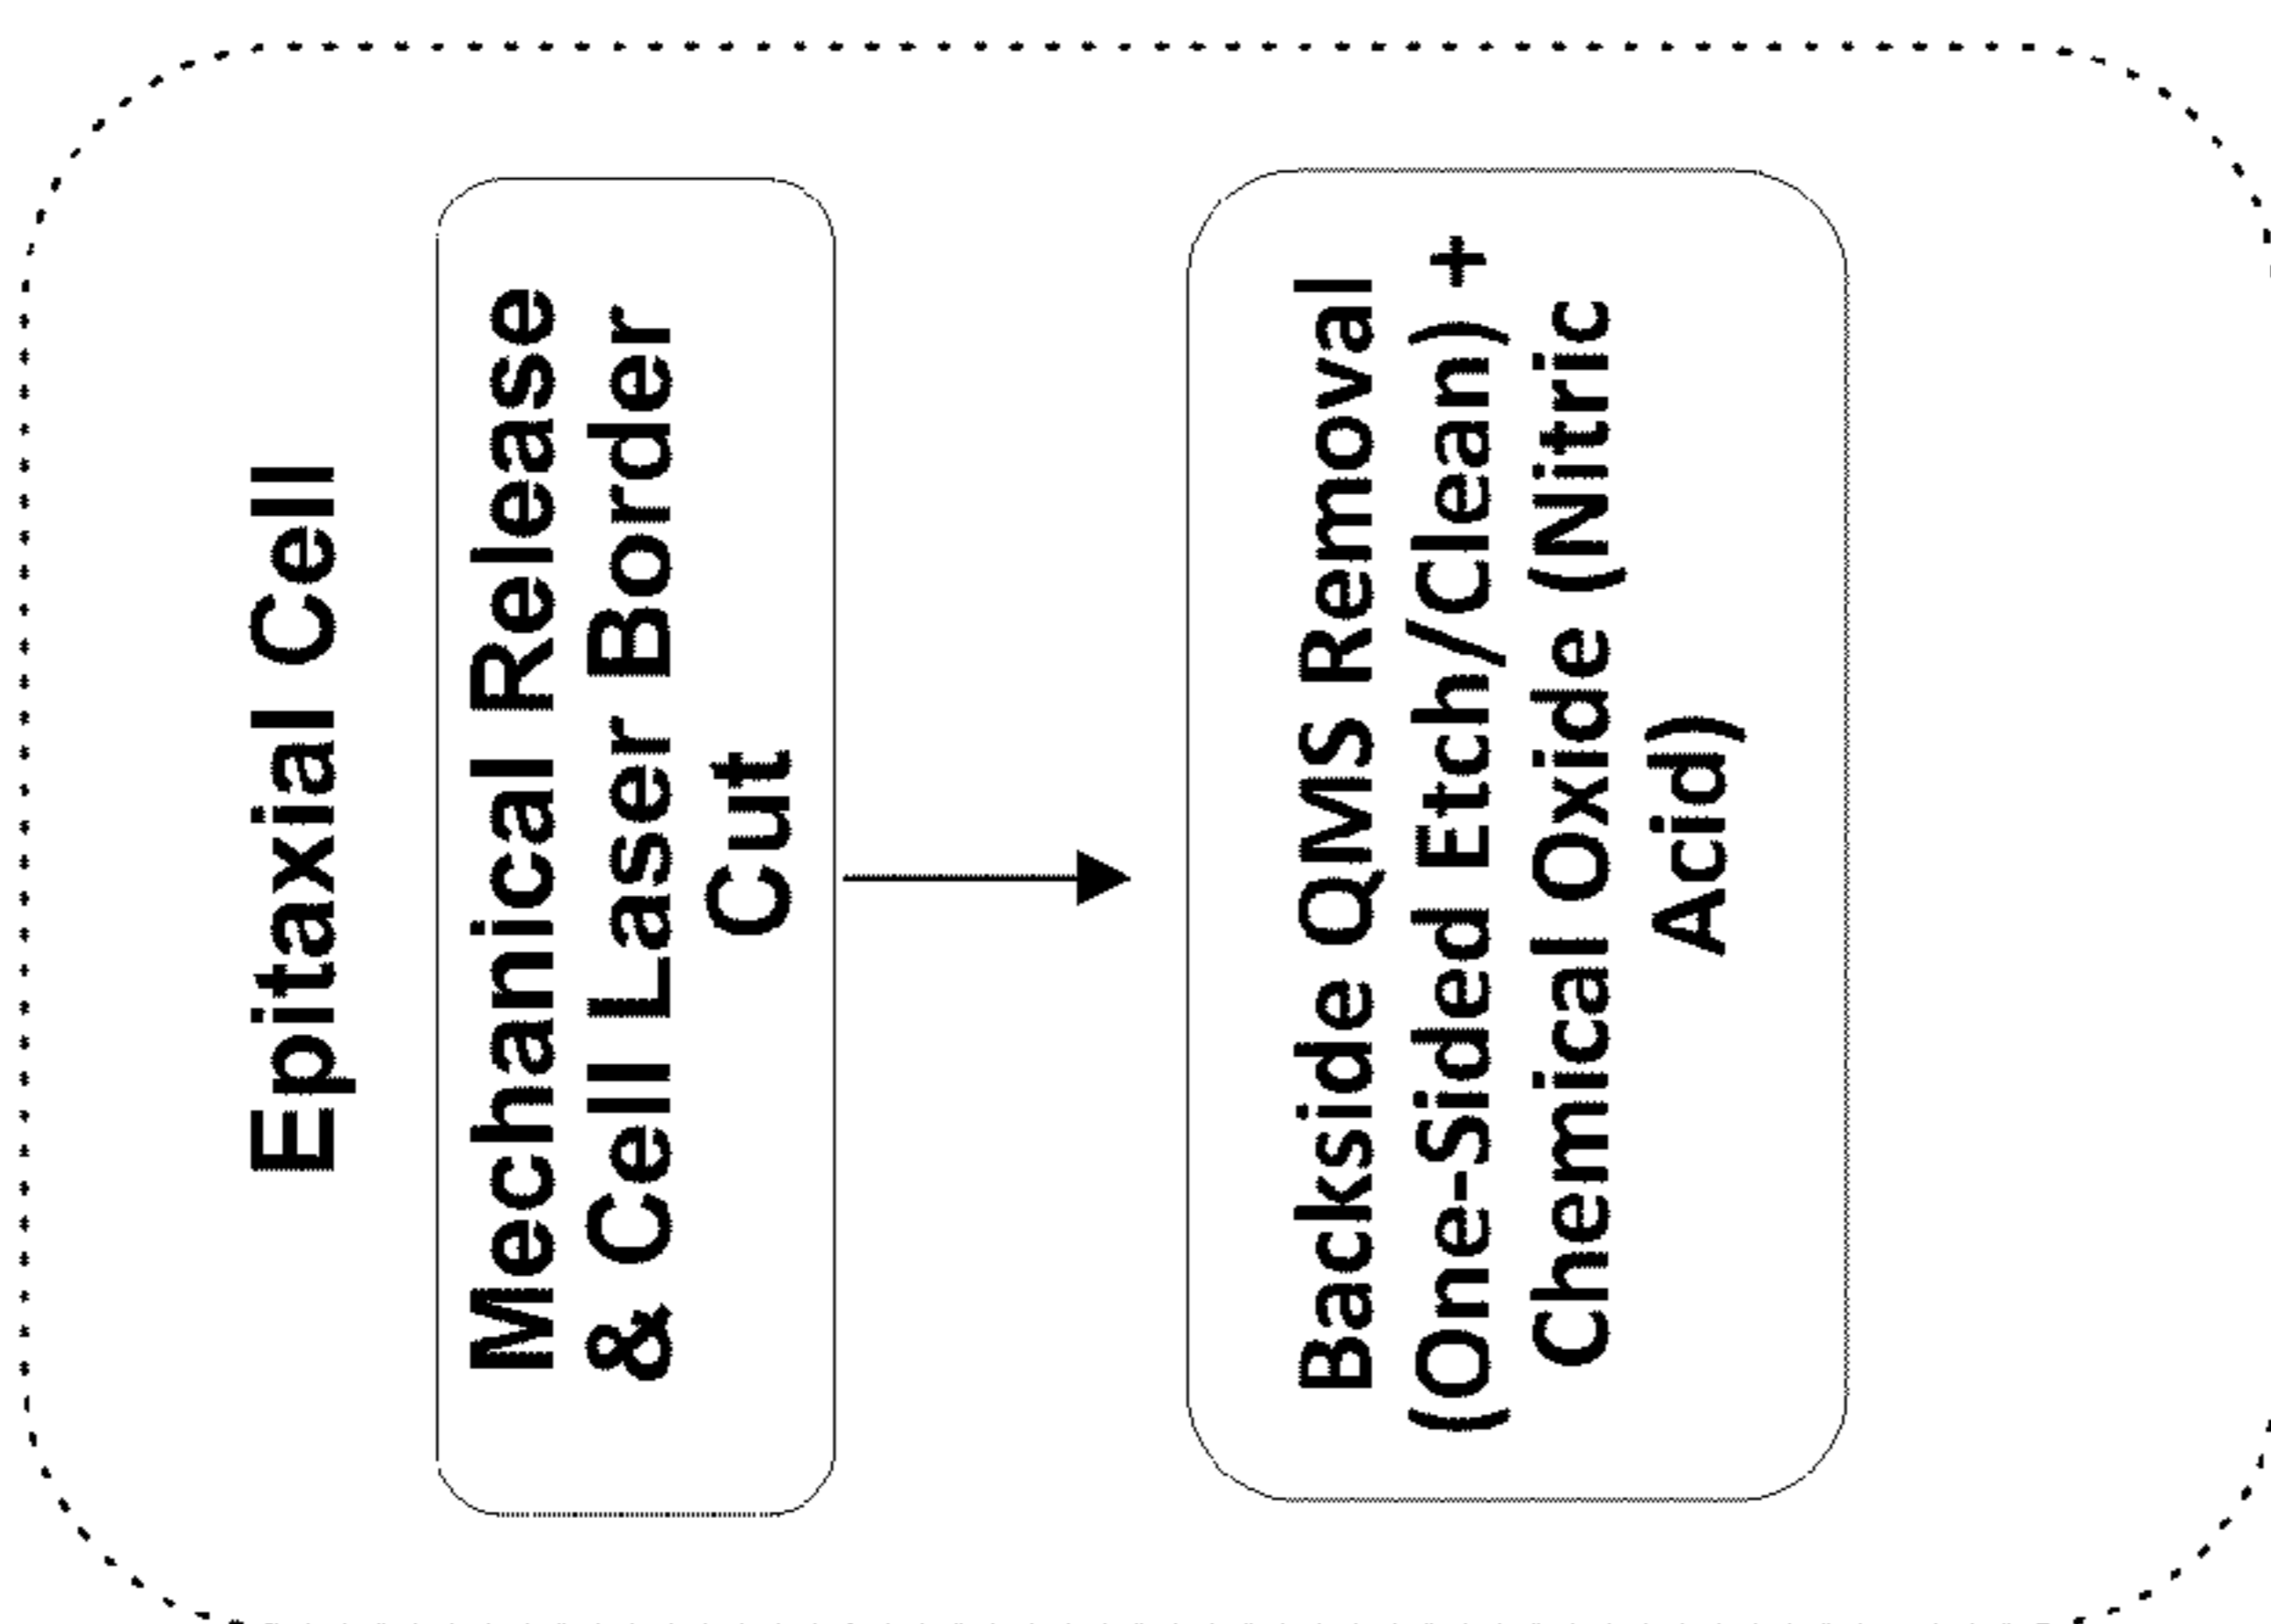 Epitaxial Cell
Mechanical Release
& Cell Laser Border
Cut
Backside QMS Removal
(One-Sided Etch/Clean) +
Chemical Oxide (Nitric
Acid)